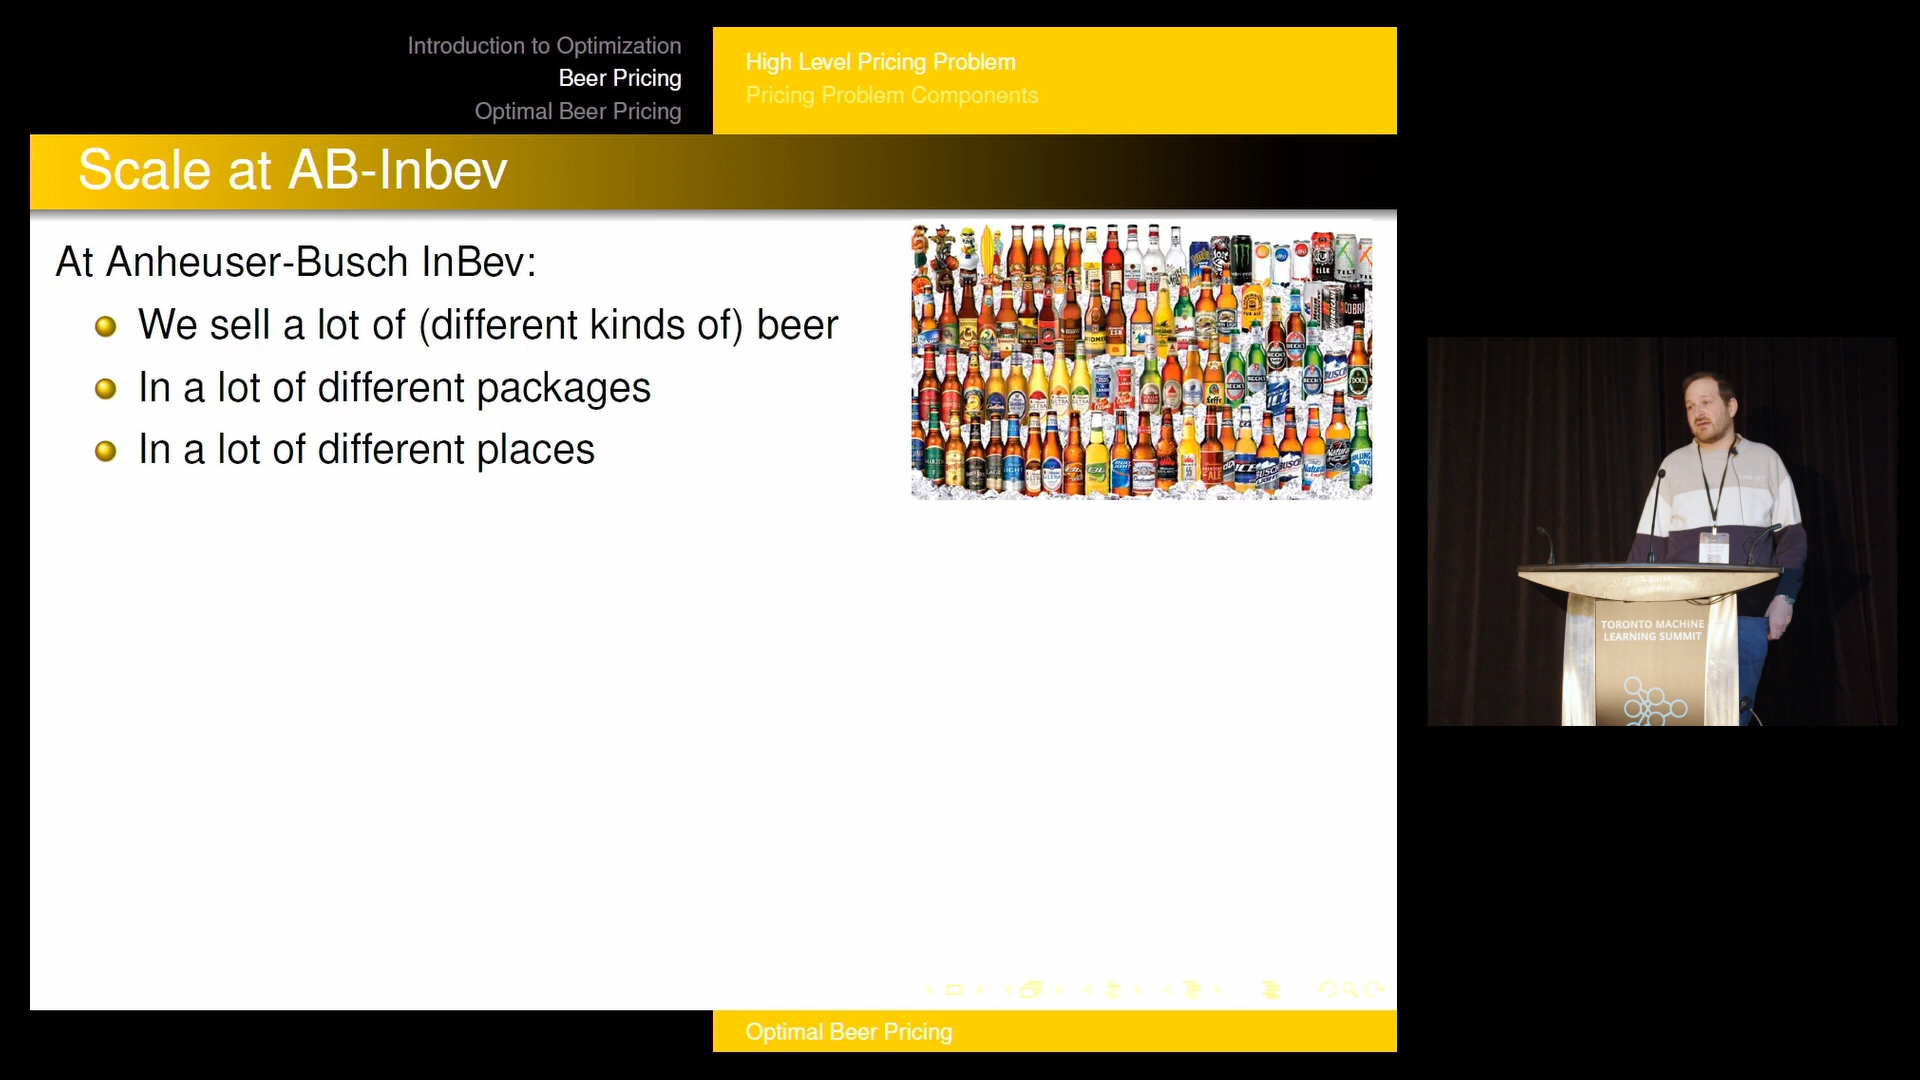 Introduction to Optimization
Beer Pricing
Optimal Beer Pricing
High Level Pricing Problem
Pricing Problem Components
Scale at AB-Inbev
At Anheuser-Busch InBev:
We sell a lot of (different kinds of) beer
In a lot of different packages
In a lot of different places
TORONTO MACHINE
LEARNING SUMMIT
Optimal Beer Pricing